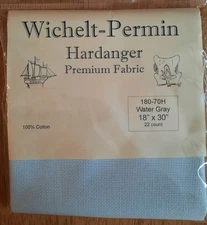 Wichelt-Permin
Hardanger
Premium Fabric
180-70H
Water Gray
18" x 30"
22 count
100% Cotton